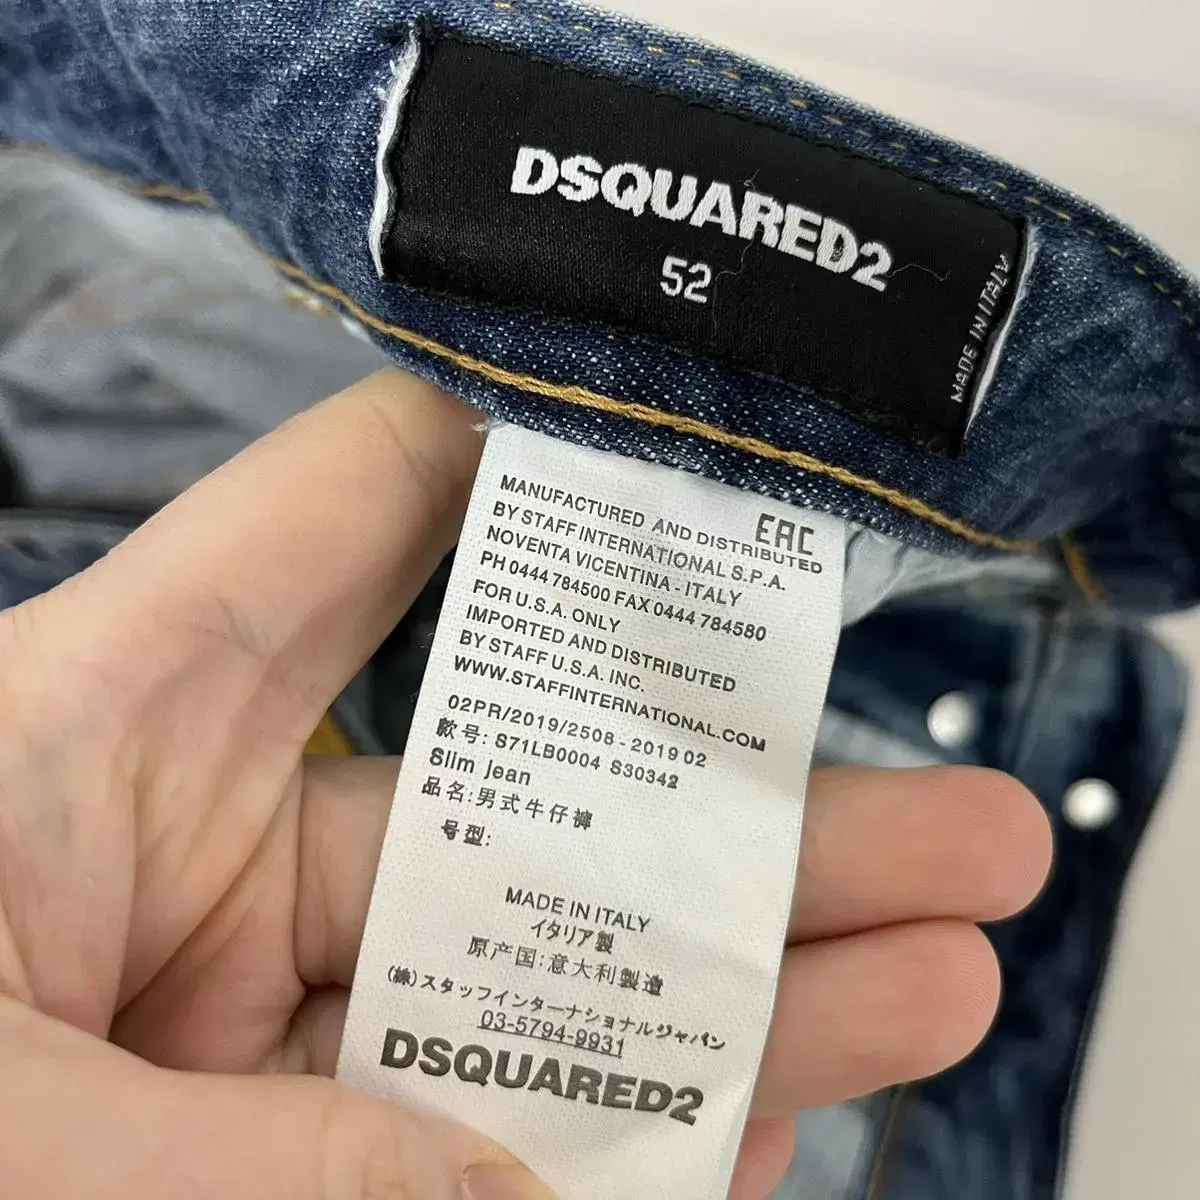 DSQUARED2
52
MADE IN ITALY
EAC
MANUFACTURED AND DISTRIBUTED
BY STAFF INTERNATIONAL S.P.A.
NOVENTA VICENTINA - ITALY
PH 0444 784500 FAX 0444 784580
FOR U.S.A. ONLY
IMPORTED AND DISTRIBUTED
BY STAFF U.S.A. INC.
WWW.STAFFINTERNATIONAL.COM
02PR/2019/2508 - 2019 02
款号: S71LB0004 S30342
Slim jean
品名:男式牛仔裤
号型:
MADE IN ITALY
イタリア製
原产国:意大利製造
(株)スタッフインターナショナルジャパン
03-5794-9931
DSQUARED2